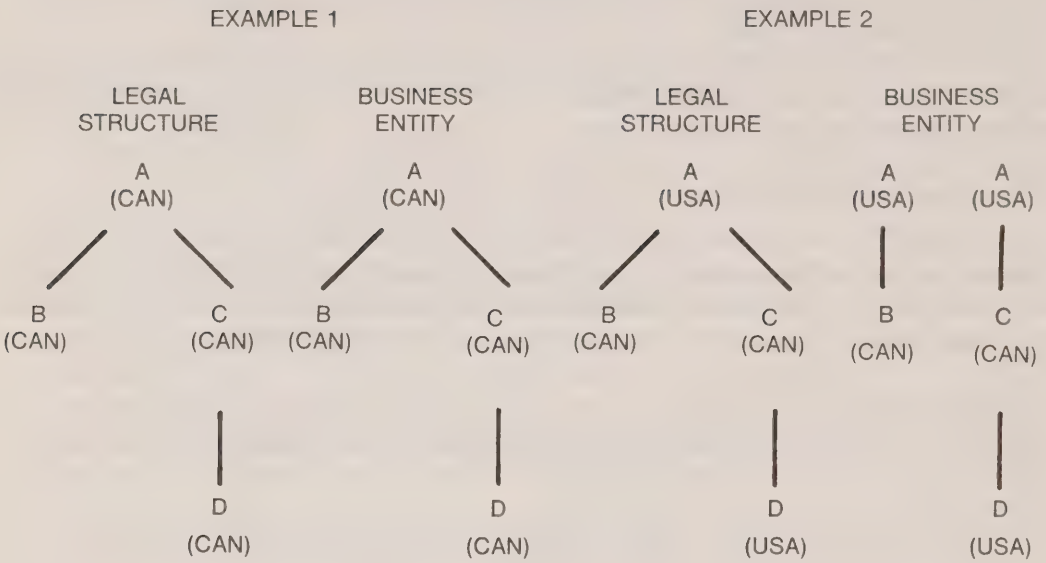 EXAMPLE 1
EXAMPLE 2
LEGAL
STRUCTURE
BUSINESS
ENTITY
LEGAL
STRUCTURE
BUSINESS
ENTITY
A
(CAN)
A
(CAN)
A
(USA)
A
(USA)
A
(USA)
B
(CAN)
C
(CAN)
B
(CAN)
C
(CAN)
B
(CAN)
C
(CAN)
B
(CAN)
C
(CAN)
D
(CAN)
D
(CAN)
D
(USA)
D
(USA)